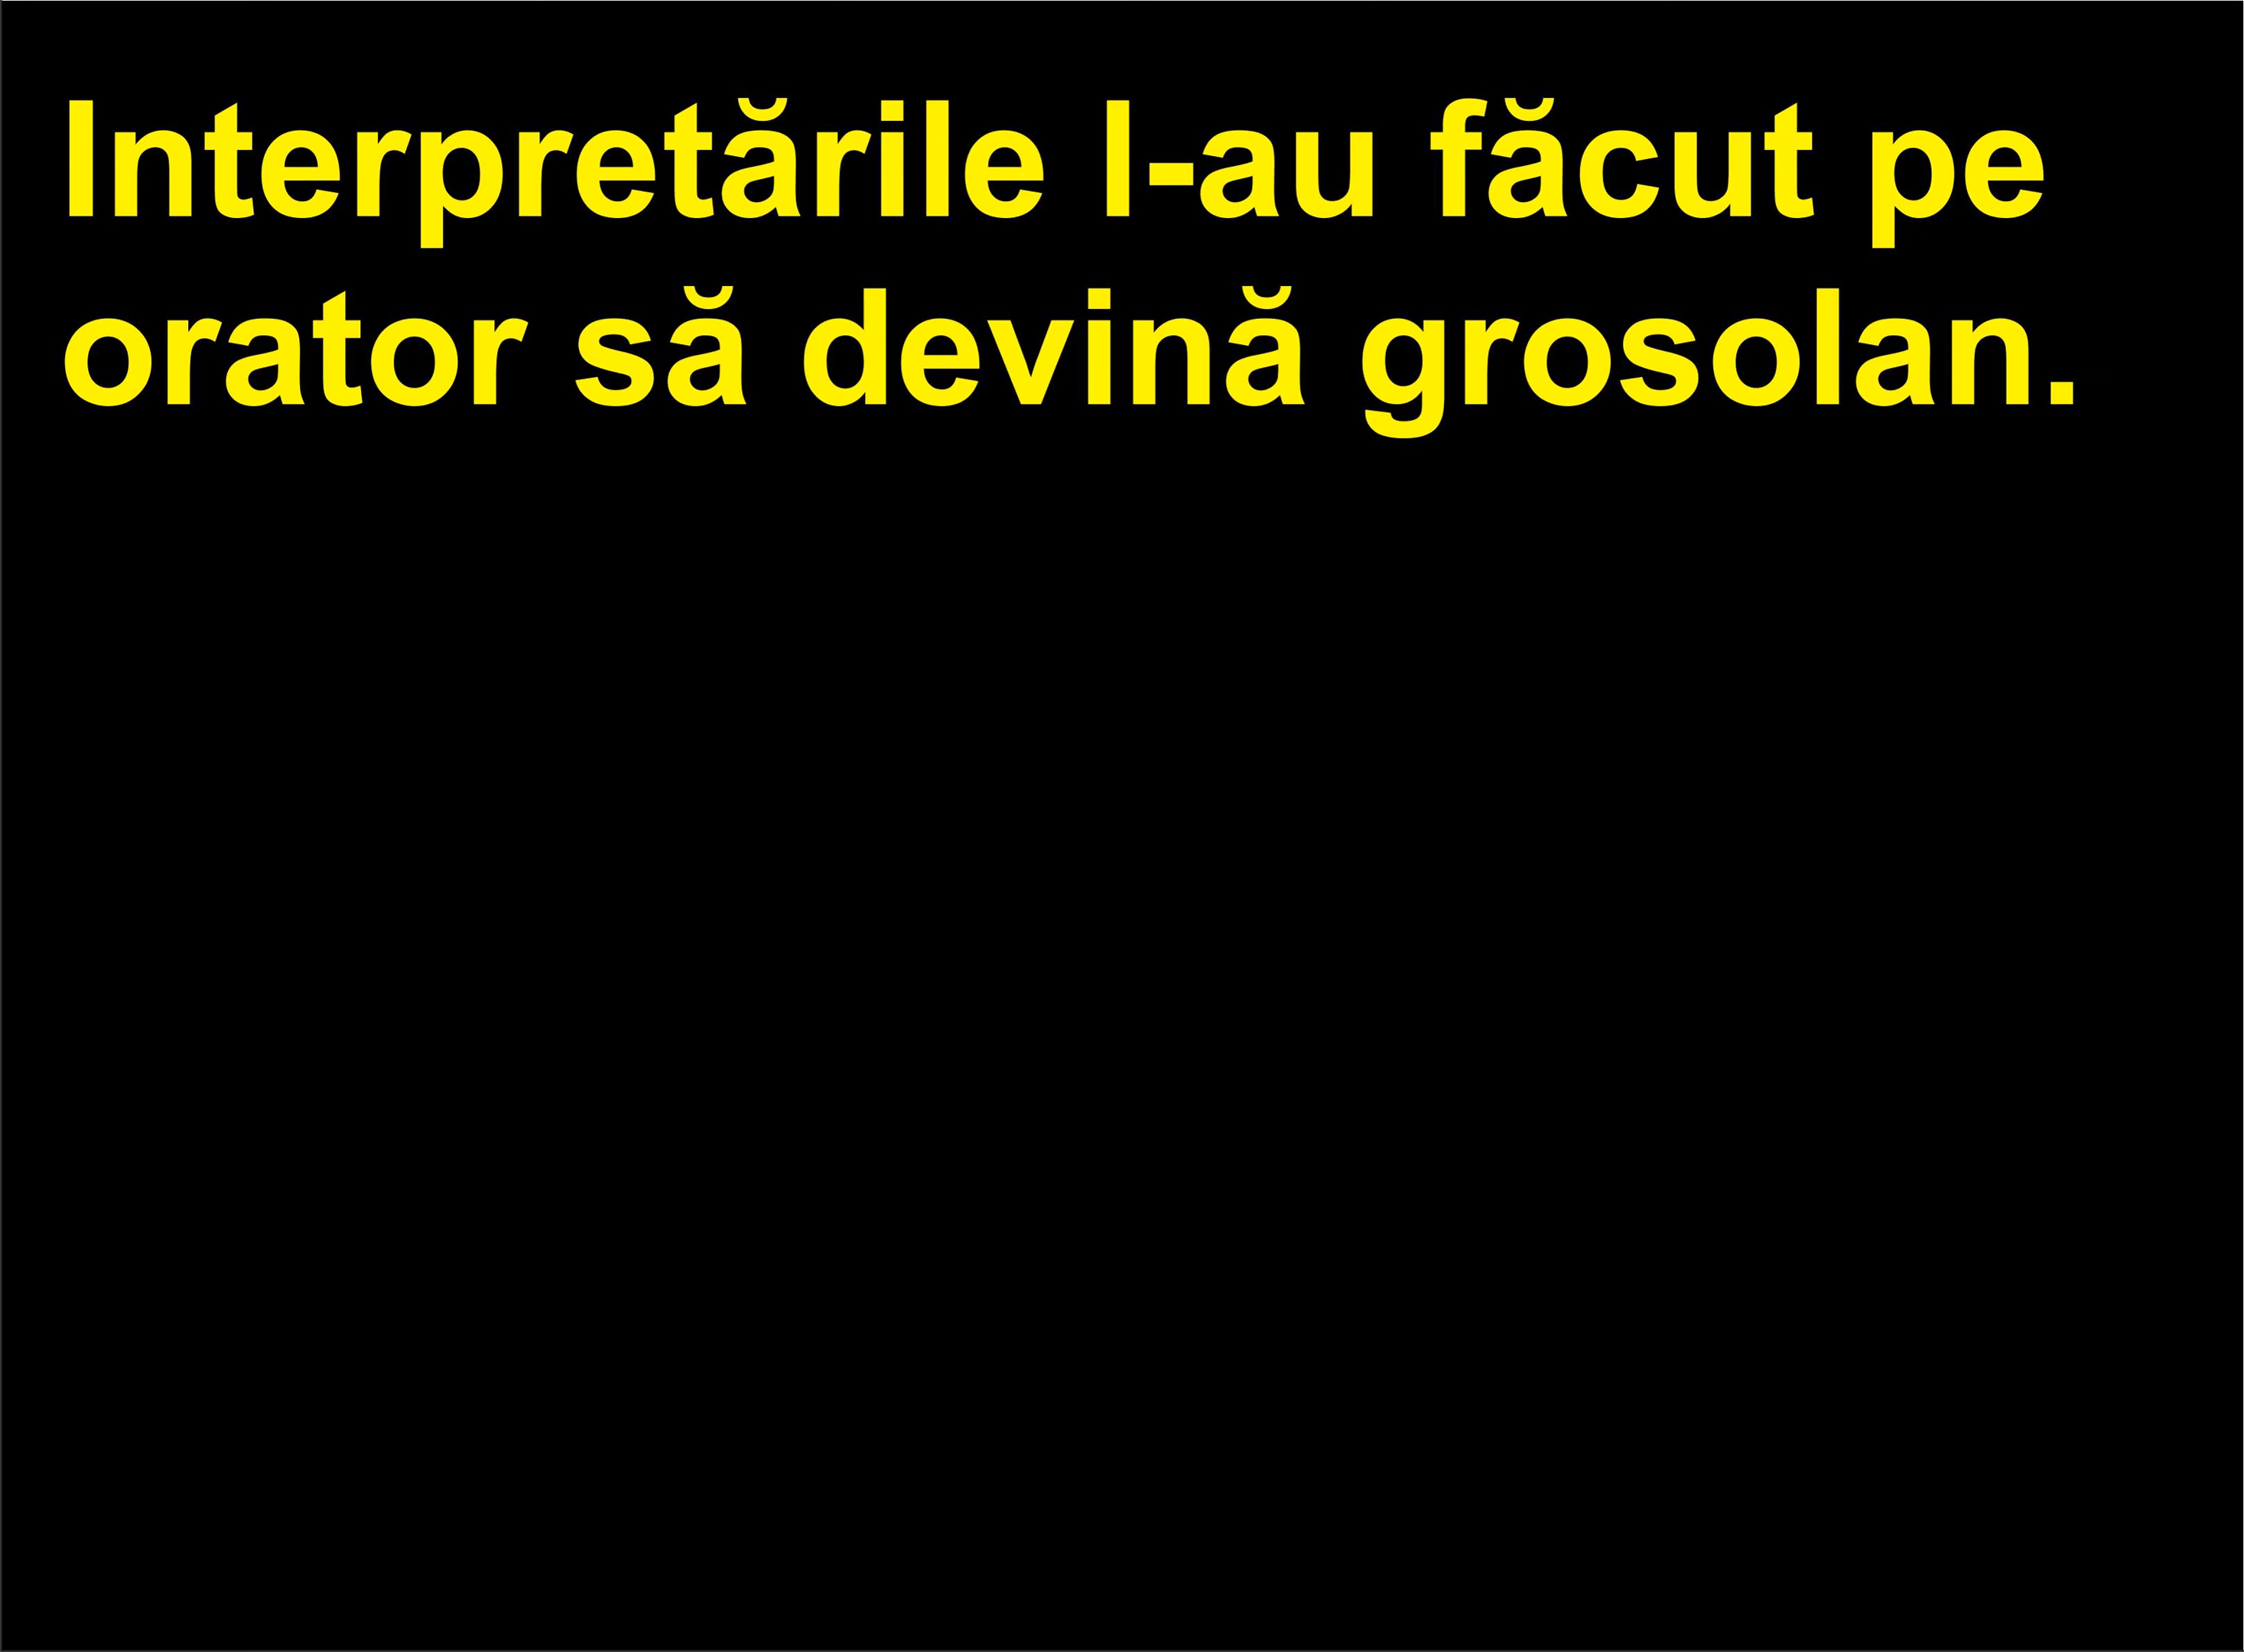 Interpretările l-au făcut pe
orator să devină grosolan.